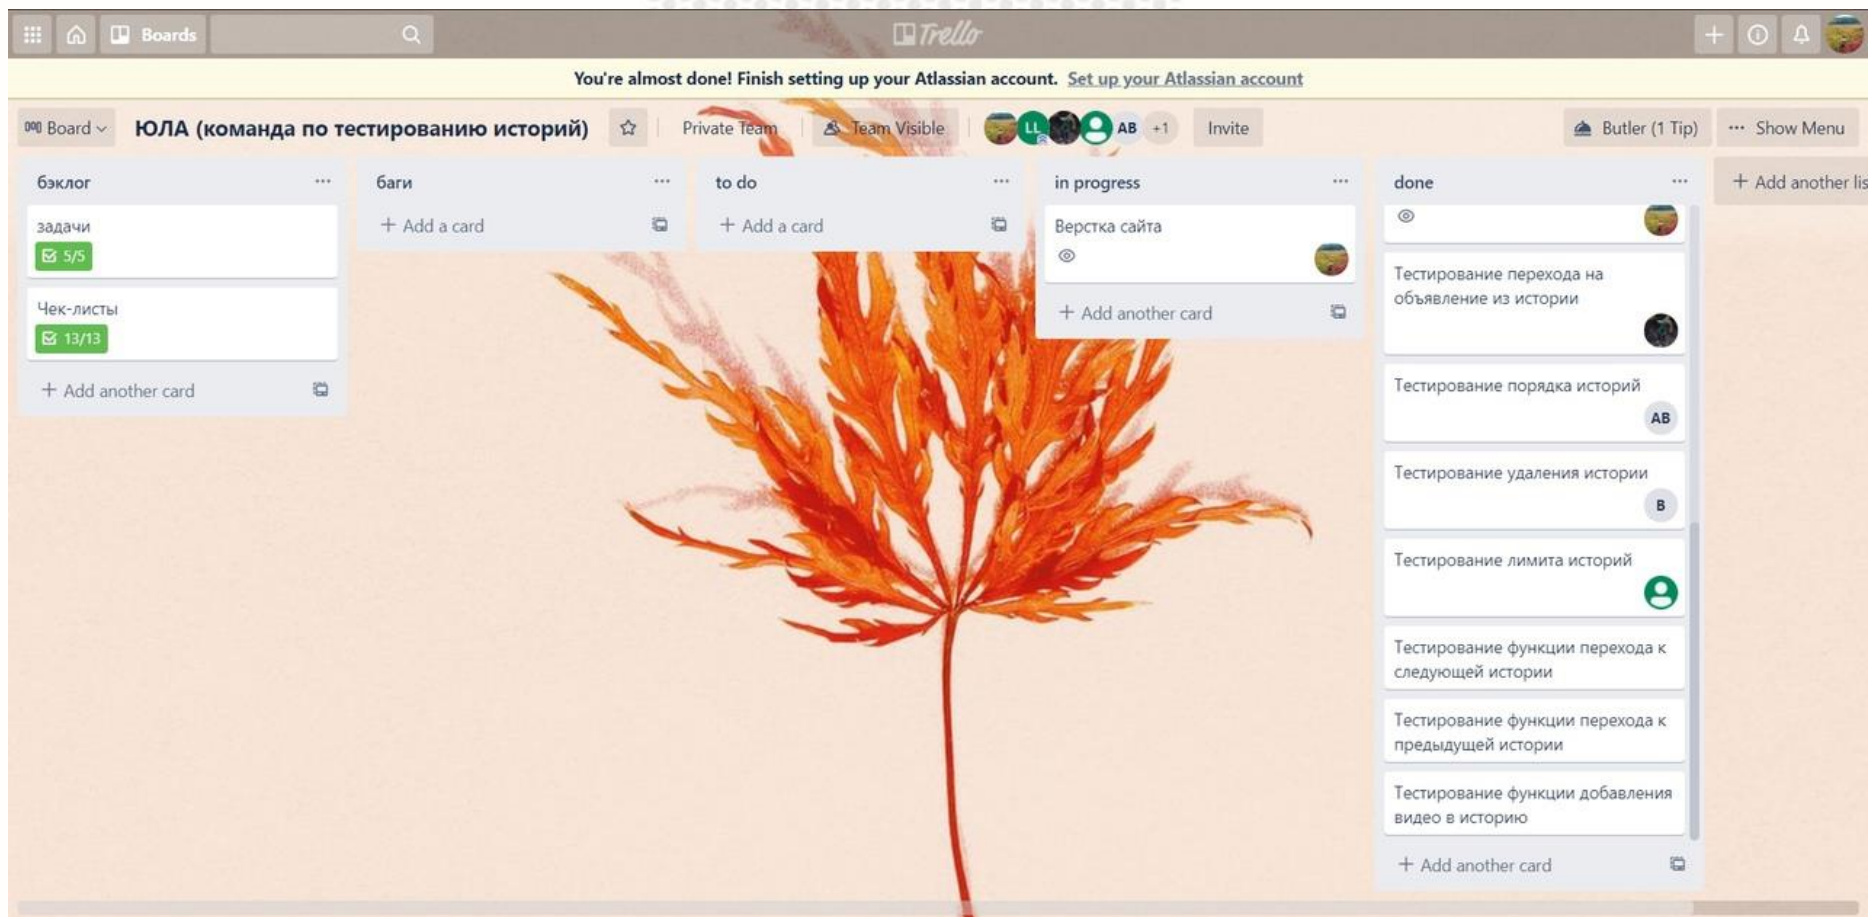 Boards
Trello
You're almost done! Finish setting up your Atlassian account. Set up your Atlassian account
Board
ЮЛА (команда по тестированию историй)
Private Team
Team Visible
LL
AB
+1
Invite
Butler (1 Tip)
Show Menu
бэклог
задачи
5/5
Чек-листы
13/13
+ Add another card
баги
+ Add a card
to do
+ Add a card
in progress
Верстка сайта
+ Add another card
done
Тестирование перехода на
объявление из истории
Тестирование порядка историй
AB
Тестирование удаления истории
B
Тестирование лимита историй
Тестирование функции перехода к
следующей истории
Тестирование функции перехода к
предыдущей истории
Тестирование функции добавления
видео в историю
+ Add another card
+ Add another lis